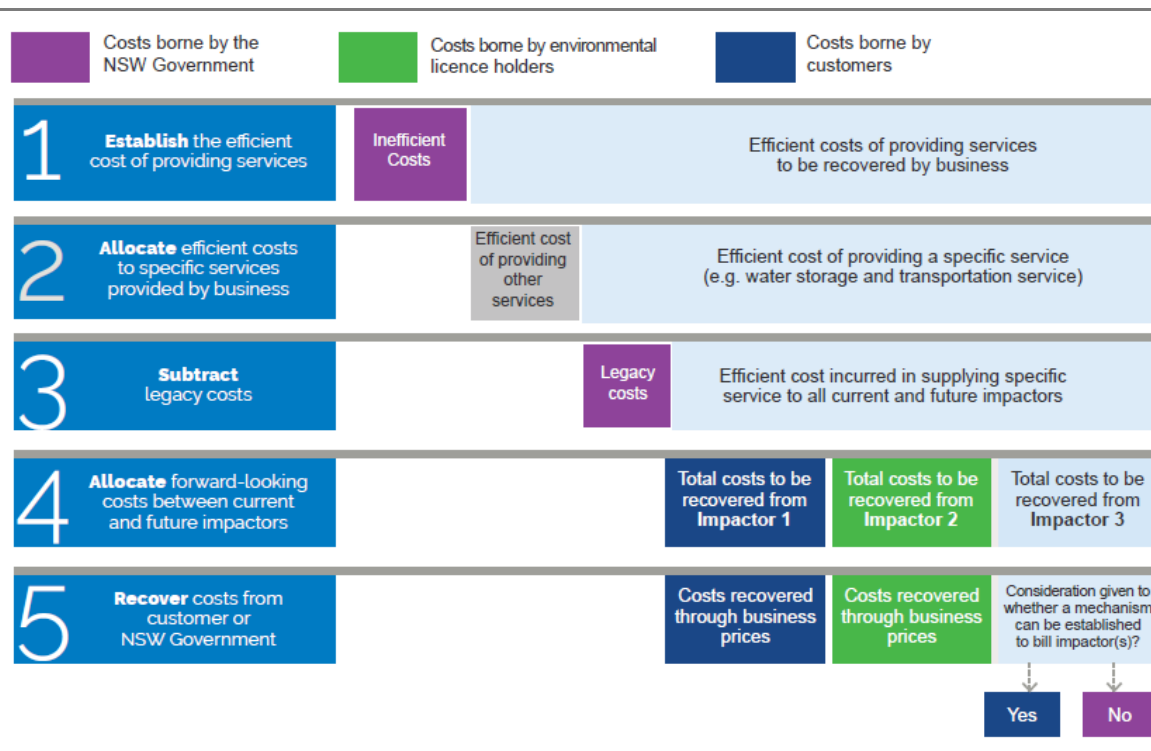 Costs borne by the
NSW Government
Costs borne by environmental
licence holders
Costs borne by
customers
1
Establish the efficient
cost of providing services
Inefficient
Costs
Efficient costs of providing services
to be recovered by business
2
Allocate efficient costs
to specific services
provided by business
Efficient cost
of providing
other
services
Efficient cost of providing a specific service
(e.g. water storage and transportation service)
3
Subtract
legacy costs
Legacy
costs
Efficient cost incurred in supplying specific
service to all current and future impactors
4
Allocate forward-looking
costs between current
and future impactors
Total costs to be
recovered from
Impactor 1
Total costs to be
recovered from
Impactor 2
Total costs to be
recovered from
Impactor 3
5
Recover costs from
customer or
NSW Government
Costs recovered
through business
prices
Costs recovered
through business
prices
Consideration given to
whether a mechanism
can be established
to bill impactor(s)?
Yes
No